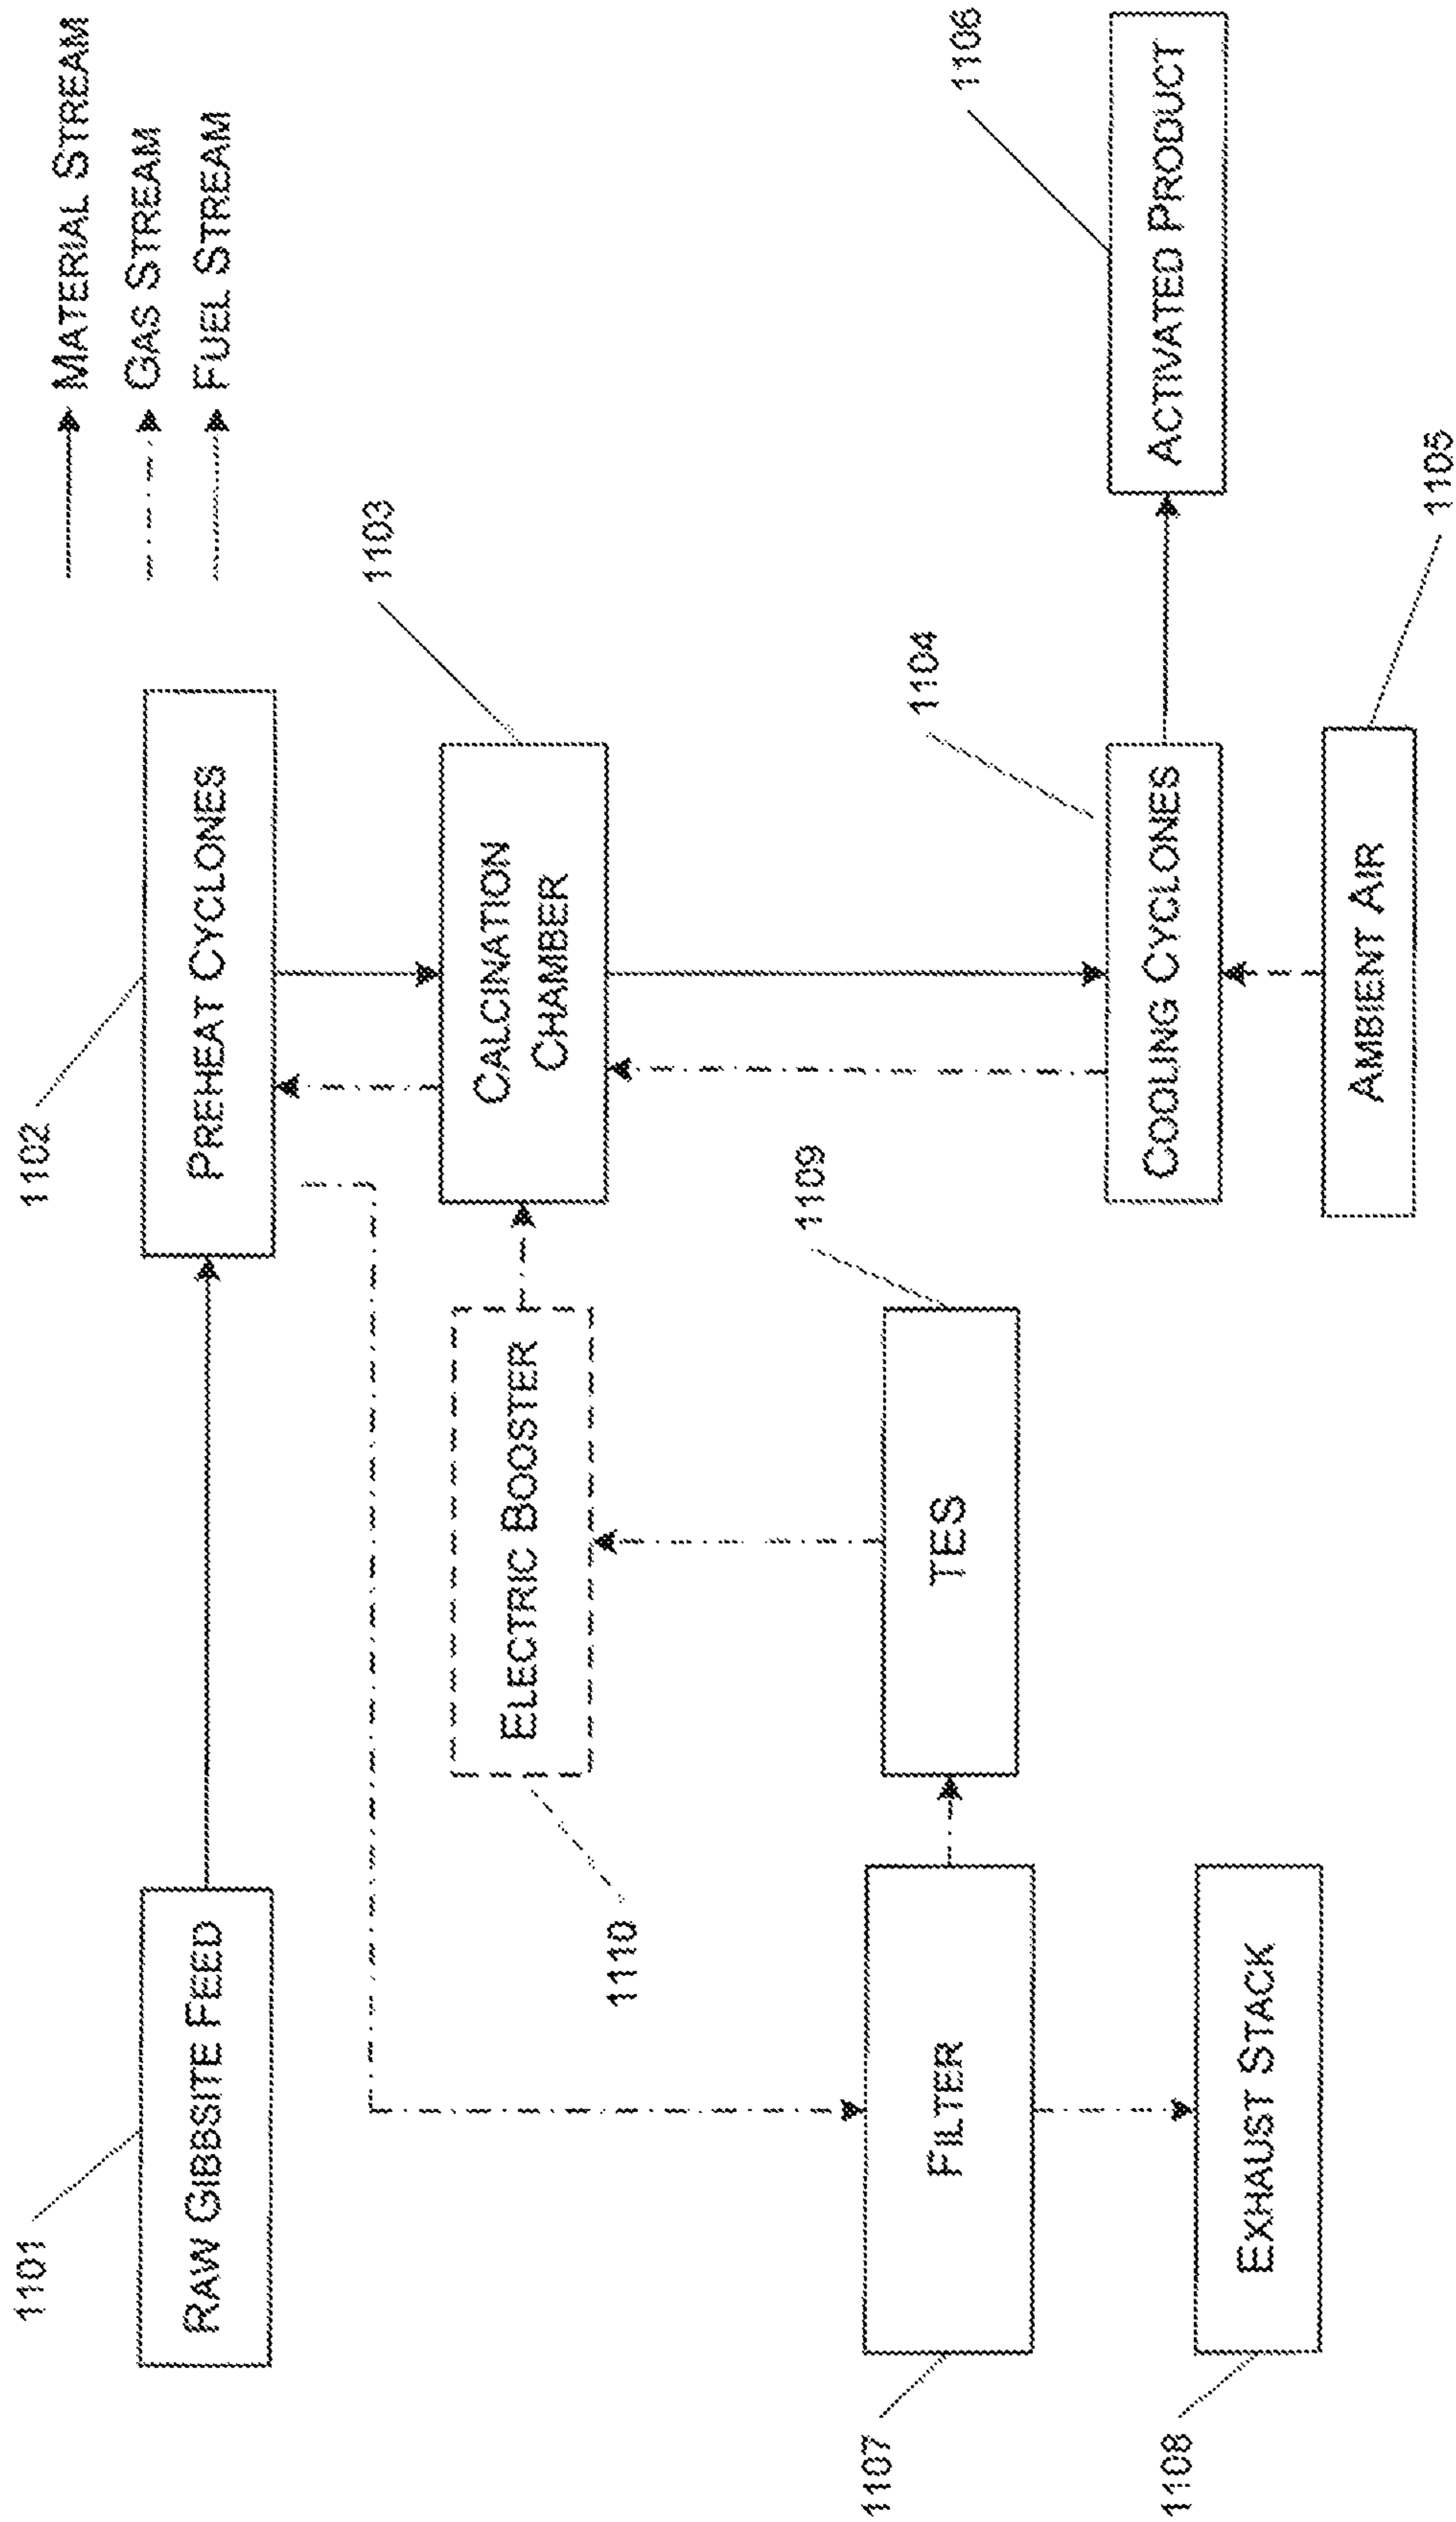 MATERIAL STREAM
GAS STREAM
FUEL STREAM
1101
RAW GIBBSITE FEED
1102
PREHEAT CYCLONES
1103
CALCINATION
CHAMBER
ELECTRIC BOOSTER
1110
1109
TES
1104
COOLING CYCLONES
1106
ACTIVATED PRODUCT
1107
FILTER
1108
EXHAUST STACK
AMBIENT AIR
1105